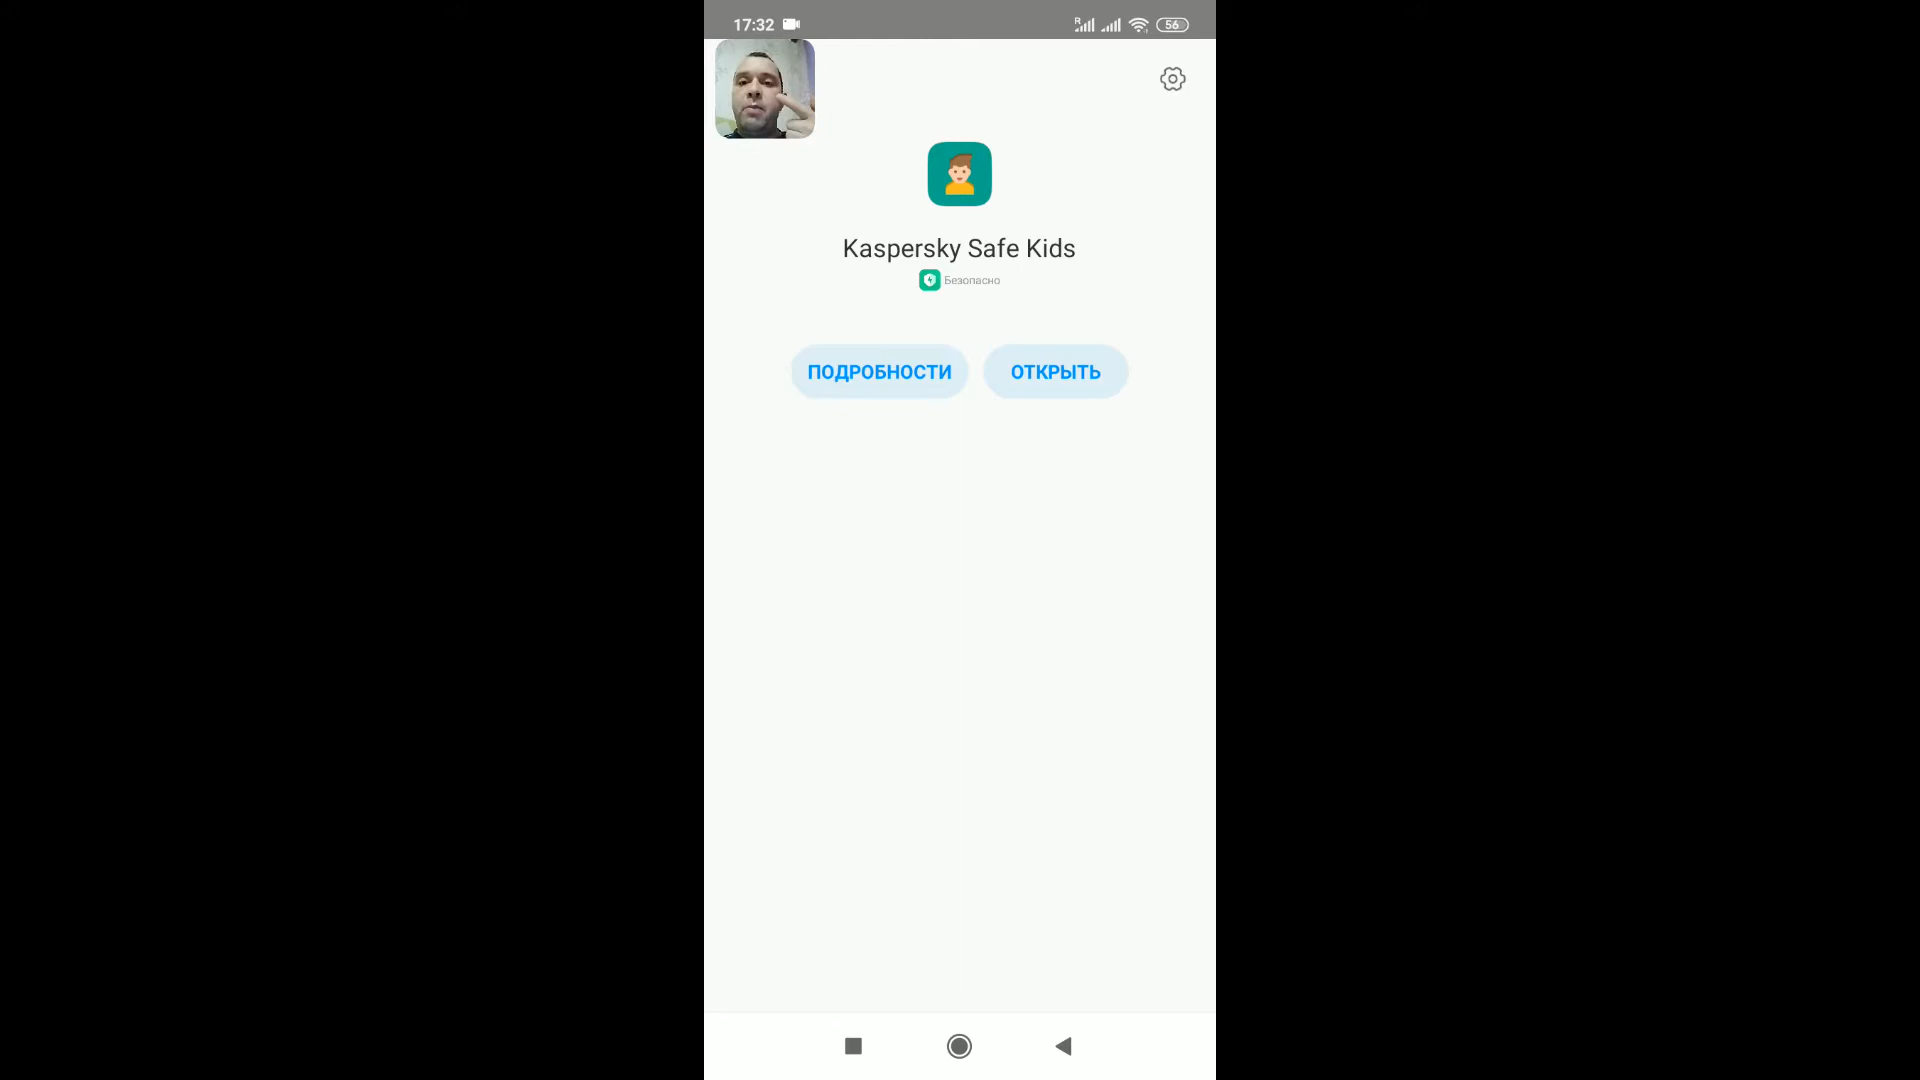 17:32
R
56
Kaspersky Safe Kids
Безопасно
ПОДРОБНОСТИ
ОТКРЫТЬ